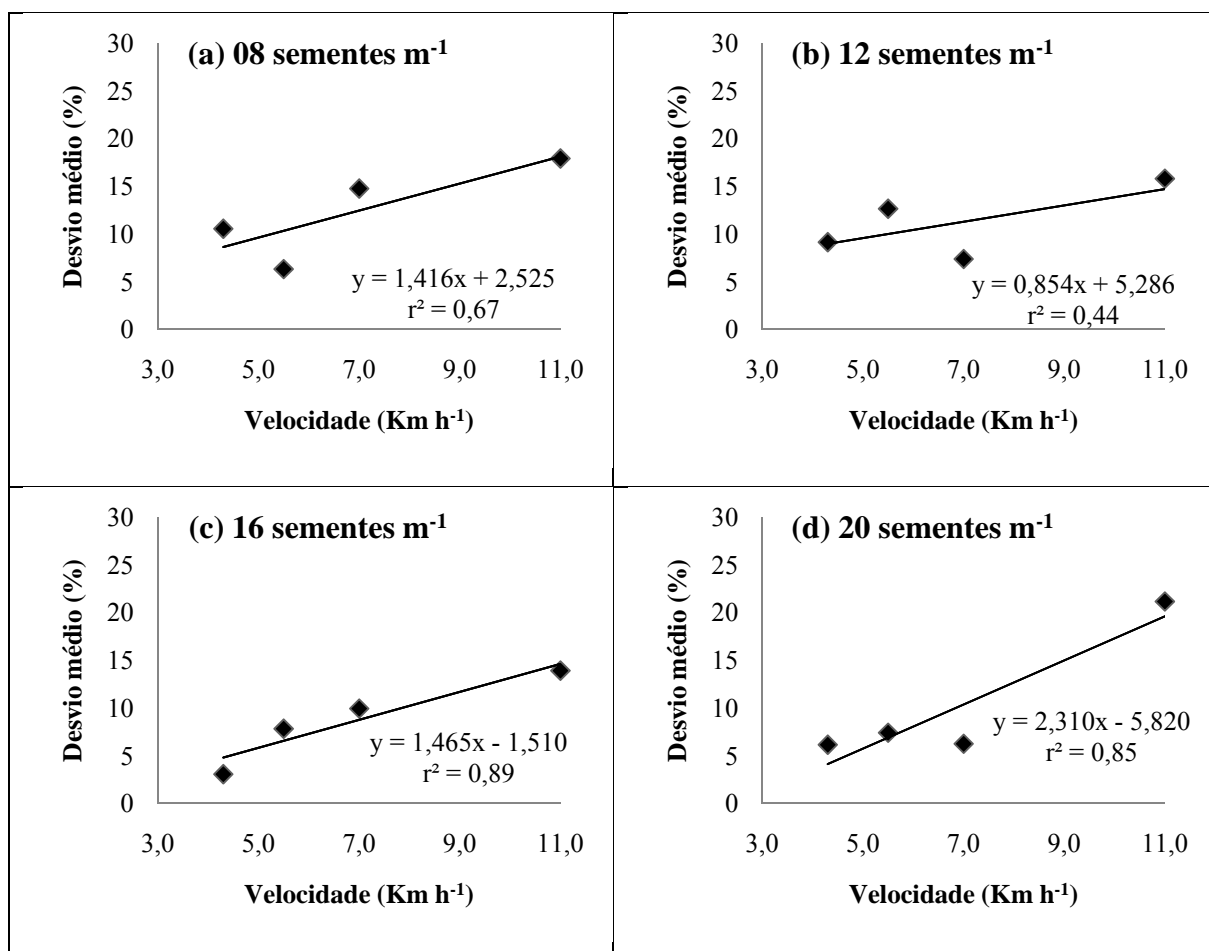 (a) 08 sementes m⁻¹
Desvio médio (%)
30
25
20
15
10
5
0
y = 1,416x + 2,525
r² = 0,67
3,0 5,0 7,0 9,0 11,0
Velocidade (Km h⁻¹)
(b) 12 sementes m⁻¹
Desvio médio (%)
30
25
20
15
10
5
0
y = 0,854x + 5,286
r² = 0,44
3,0 5,0 7,0 9,0 11,0
Velocidade (Km h⁻¹)
(c) 16 sementes m⁻¹
Desvio médio (%)
30
25
20
15
10
5
0
y = 1,465x - 1,510
r² = 0,89
3,0 5,0 7,0 9,0 11,0
Velocidade (Km h⁻¹)
(d) 20 sementes m⁻¹
Desvio médio (%)
30
25
20
15
10
5
0
y = 2,310x - 5,820
r² = 0,85
3,0 5,0 7,0 9,0 11,0
Velocidade (Km h⁻¹)